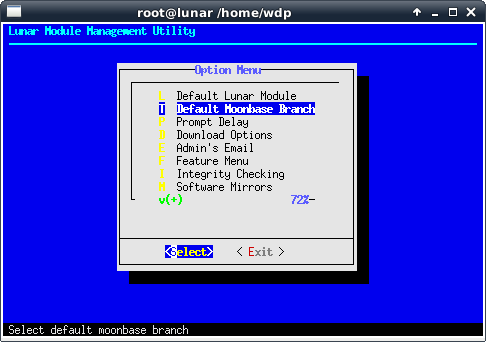 root@lunar /home/wdp
Lunar Module Management Utility
Option Menu
Default Lunar Module
T Default Moonbase Branch
P Prompt Delay
D Download Options
Admin's Email
F Feature Menu
I Integrity Checking
M Software Mirrors
v(+) 72%
<Select> < Exit >
Select default moonbase branch